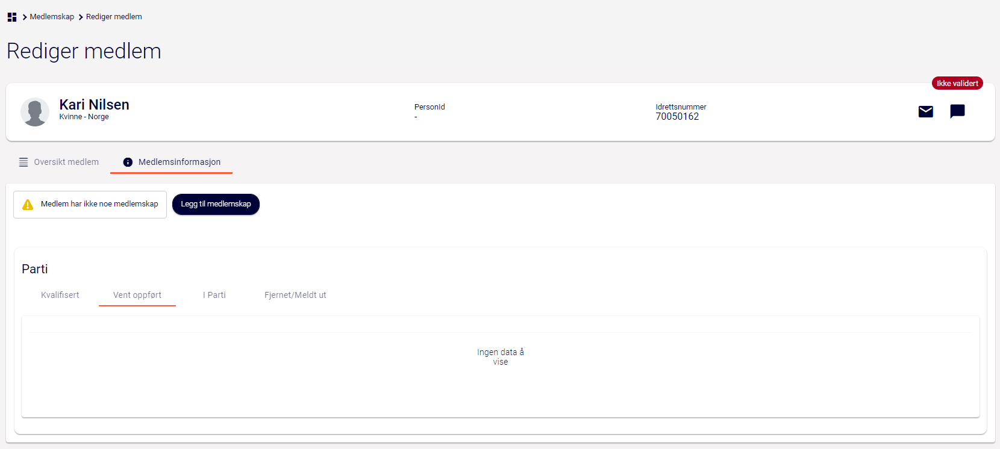 Medlemskap
Rediger medlem
Rediger medlem
Ikke validert
Kari Nilsen
Kvinne - Norge
PersonId
-
Idrettsnummer
70050162
Oversikt medlem
Medlemsinformasjon
Medlem har ikke noe medlemskap
Legg til medlemskap
Parti
Kvalifisert
Vent oppført
I Parti
Fjernet/Meldt ut
Ingen data å
vise